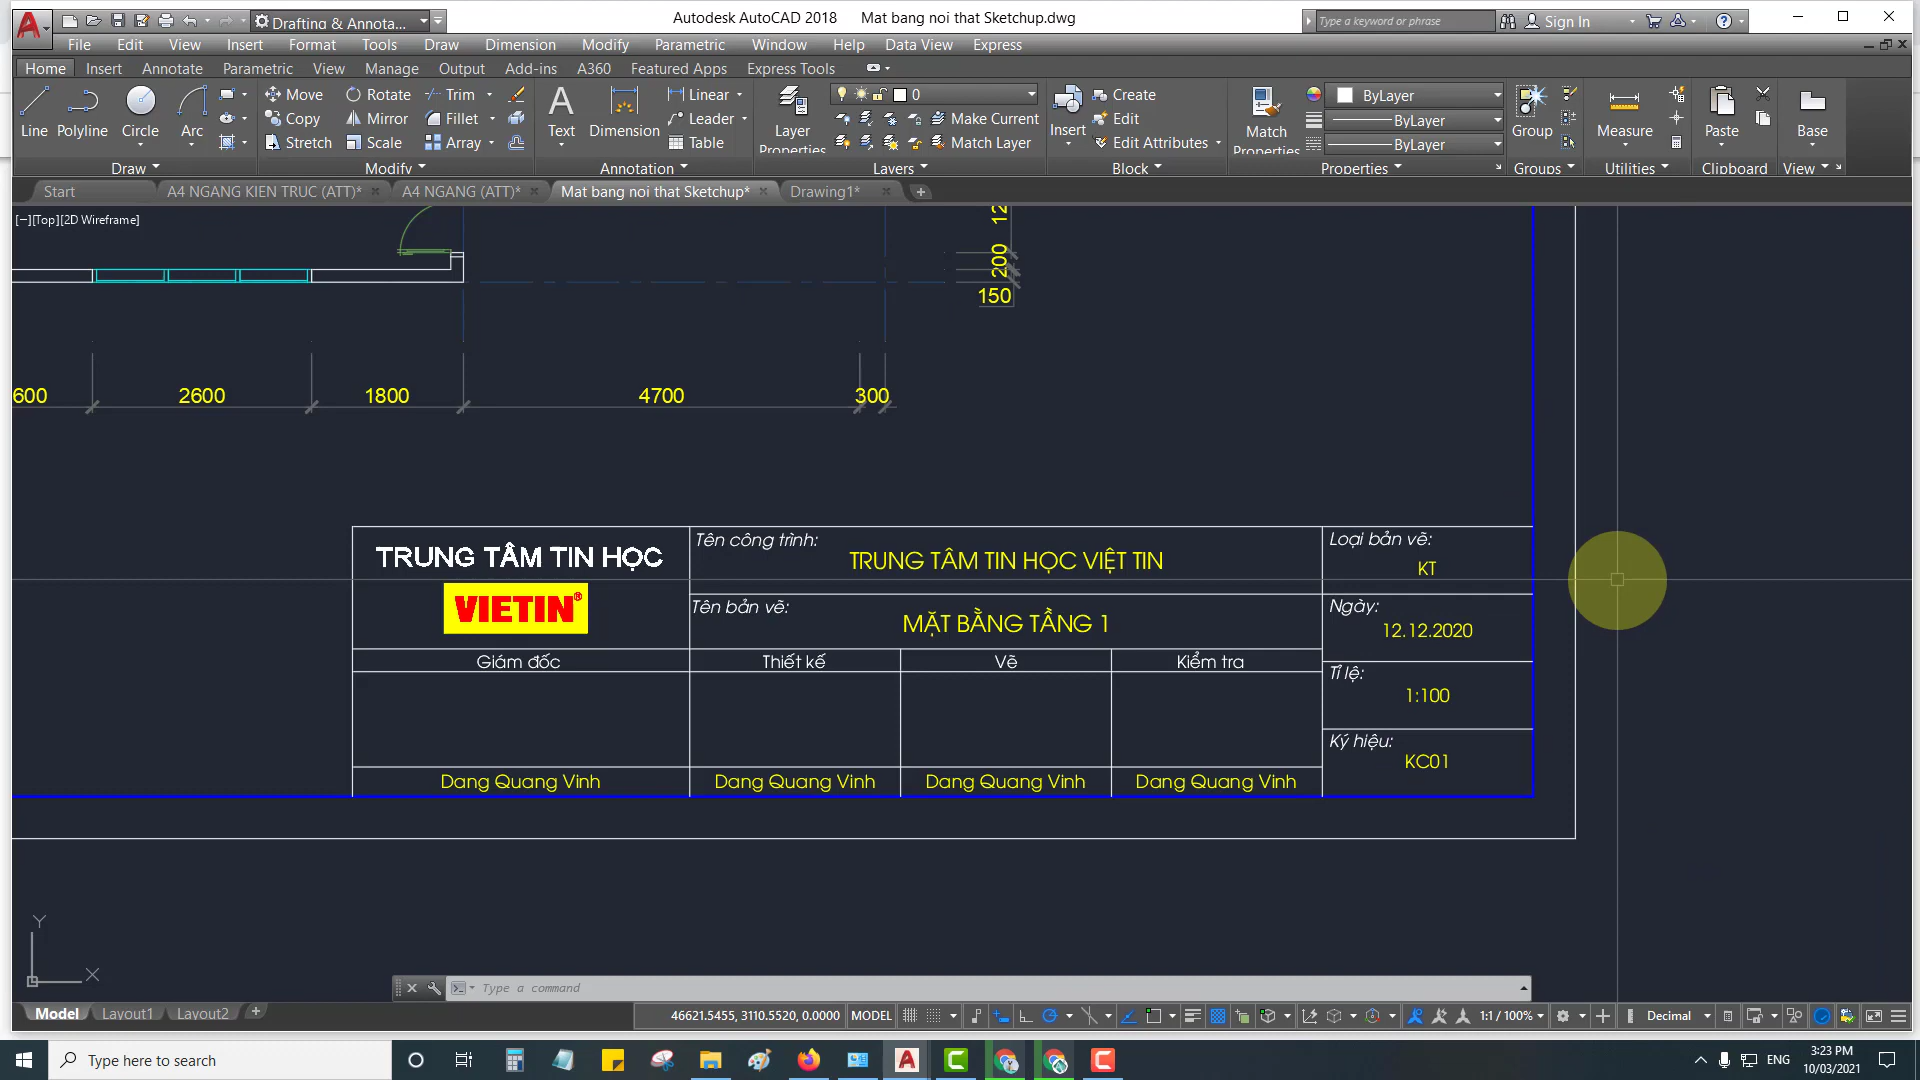 Autodesk AutoCAD 2018 Mat bang noi that Sketchup.dwg
Drafting & Annota...
Type a keyword or phrase
Sign In
File Edit View Insert Format Tools Draw Dimension Modify Parametric Window Help Data View Express
Home Insert Annotate Parametric View Manage Output Add-ins A360 Featured Apps Express Tools
Line Polyline Circle Arc
Move Rotate Trim
Copy Mirror Fillet
Stretch Scale Array
Text Dimension
Linear
Leader
Table
Layer Properties
0
Make Current
Match Layer
Insert
Create
Edit
Edit Attributes
Match Properties
ByLayer
ByLayer
ByLayer
Group Measure Paste Base
Draw Modify Annotation Layers Block Properties Groups Utilities Clipboard View
Start A4 NGANG KIEN TRUC (ATT)* A4 NGANG (ATT)* Mat bang noi that Sketchup* Drawing1*
[−][Top][2D Wireframe]
12
200
150
600 2600 1800 4700 300
TRUNG TÂM TIN HỌC
VIETIN®
Tên công trình:
TRUNG TÂM TIN HỌC VIỆT TIN
Tên bản vẽ:
MẶT BẰNG TẦNG 1
Loại bản vẽ:
KT
Ngày:
12.12.2020
Tỉ lệ:
1:100
Ký hiệu:
KC01
Giám đốc Thiết kế Vẽ Kiểm tra
Dang Quang Vinh Dang Quang Vinh Dang Quang Vinh Dang Quang Vinh
Y
X
Type a command
Model Layout1 Layout2
46621.5455, 3110.5520, 0.0000 MODEL 1:1 / 100% Decimal
Type here to search
ENG
3:23 PM
10/03/2021